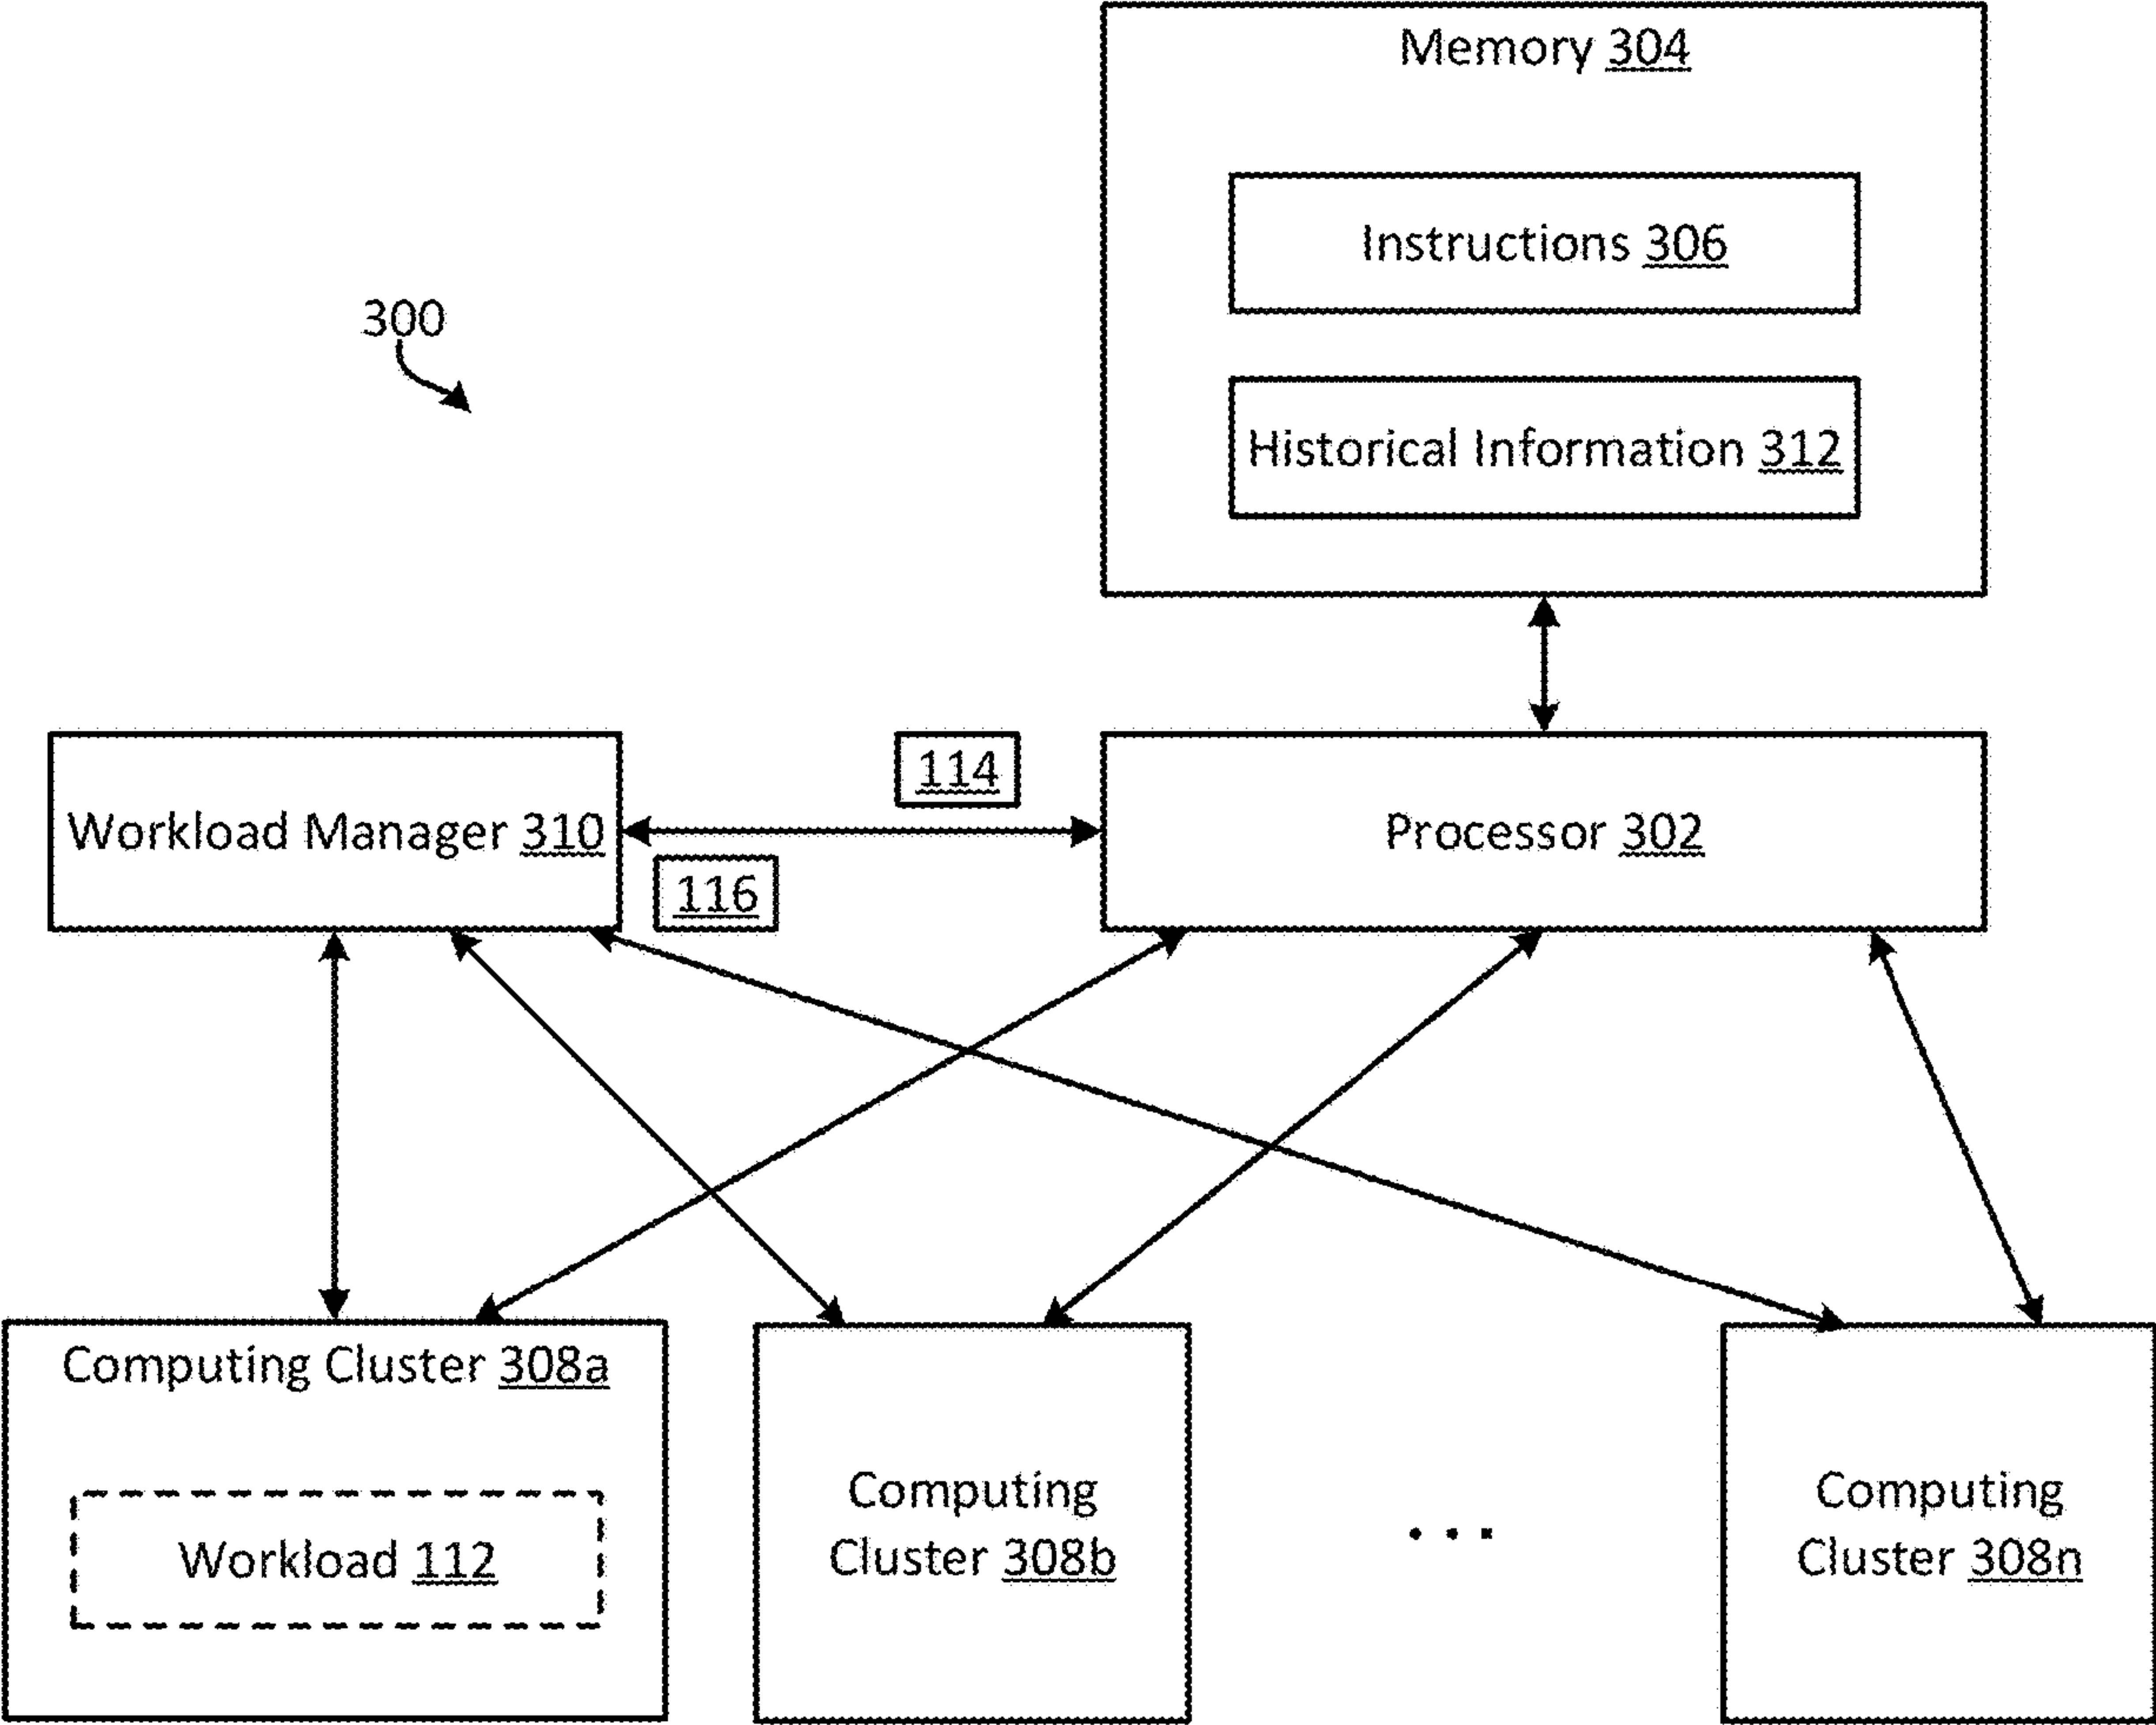 Memory 304
Instructions 306
300
Historical Information 312
114
Workload Manager 310
Processor 302
116
Computing Cluster 308a
Workload 112
Computing
Cluster 308b
...
Computing
Cluster 308n